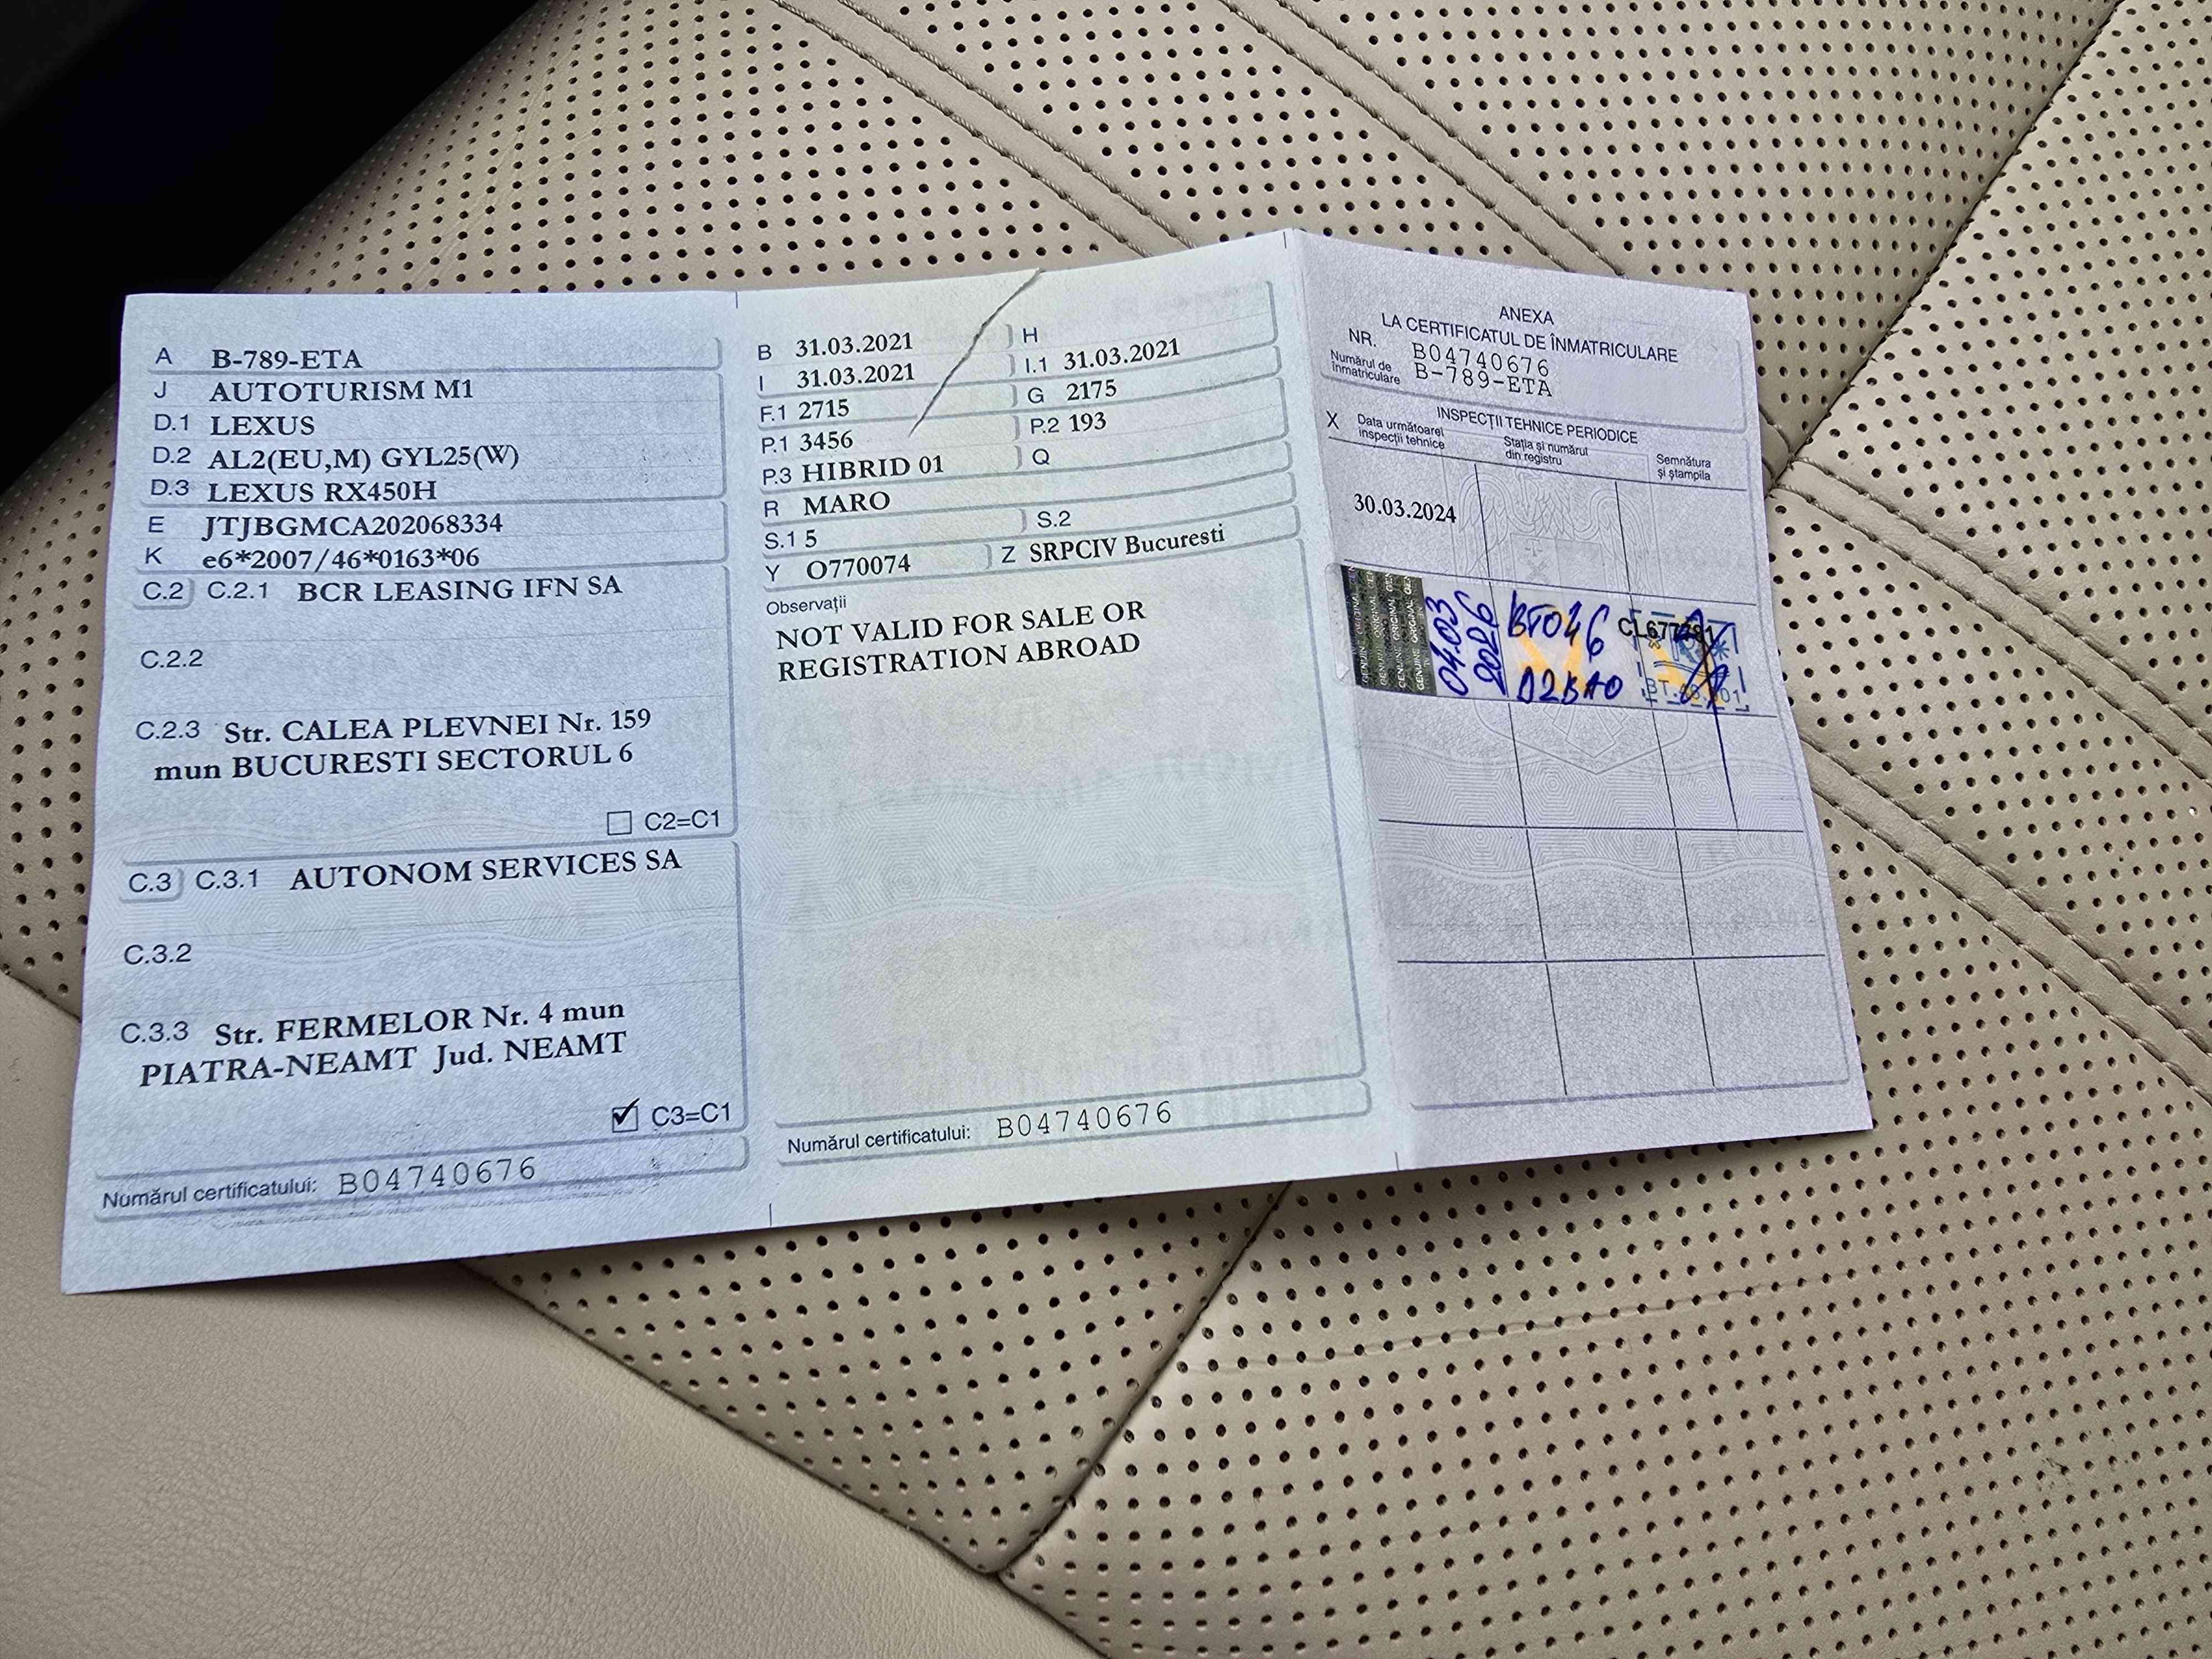 A B-789-ETA
J AUTOTURISM M1
D.1 LEXUS
D.2 AL2(EU,M) GYL25(W)
D.3 LEXUS RX450H
E JTJBGMCA202068334
K e6*2007/46*0163*06
C.2 C.2.1 BCR LEASING IFN SA
C.2.2
C.2.3 Str. CALEA PLEVNEI Nr. 159
mun BUCURESTI SECTORUL 6
C2=C1
C.3 C.3.1 AUTONOM SERVICES SA
C.3.2
C.3.3 Str. FERMELOR Nr. 4 mun
PIATRA-NEAMT Jud. NEAMT
C3=C1
Numărul certificatului: B04740676
B 31.03.2021 H
I 31.03.2021 I.1 31.03.2021
F.1 2715 G 2175
P.1 3456 P.2 193
P.3 HIBRID 01 Q
R MARO
S.1 5 S.2
Y O770074 Z SRPCIV Bucuresti
Observații
NOT VALID FOR SALE OR
REGISTRATION ABROAD
Numărul certificatului: B04740676
ANEXA
LA CERTIFICATUL DE ÎNMATRICULARE
NR. B04740676
Numărul de
înmatriculare B-789-ETA
INSPECȚII TEHNICE PERIODICE
X Data următoarei
inspecții tehnice
Stația și numărul
din registru
Semnătura
și ștampila
30.03.2024
GENUINE ORIGINAL
04.03
2026
BT046